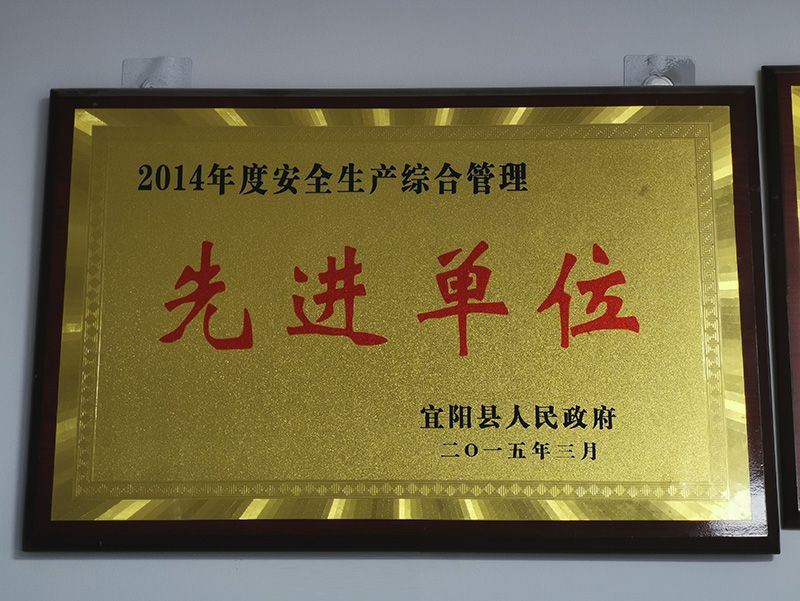 2014年度安全生产综合管理
先进单位
宜阳县人民政府
二〇一五年三月